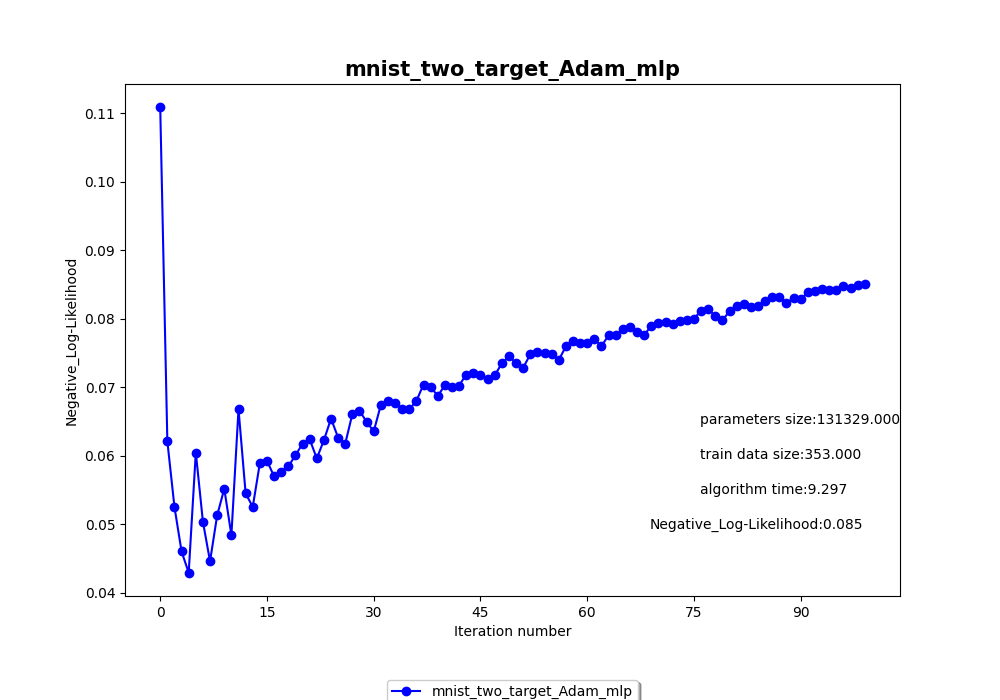 mnist_two_target_Adam_mlp
Negative_Log-Likelihood
0.11
0.10
0.09
0.08
0.07
0.06
0.05
0.04
parameters size:131329.000
train data size:353.000
algorithm time:9.297
Negative_Log-Likelihood:0.085
0 15 30 45 60 75 90
Iteration number
mnist_two_target_Adam_mlp